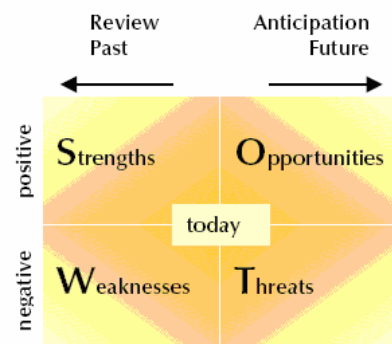 Review
Past
Anticipation
Future
positive
Strengths
Opportunities
today
negative
Weaknesses
Threats